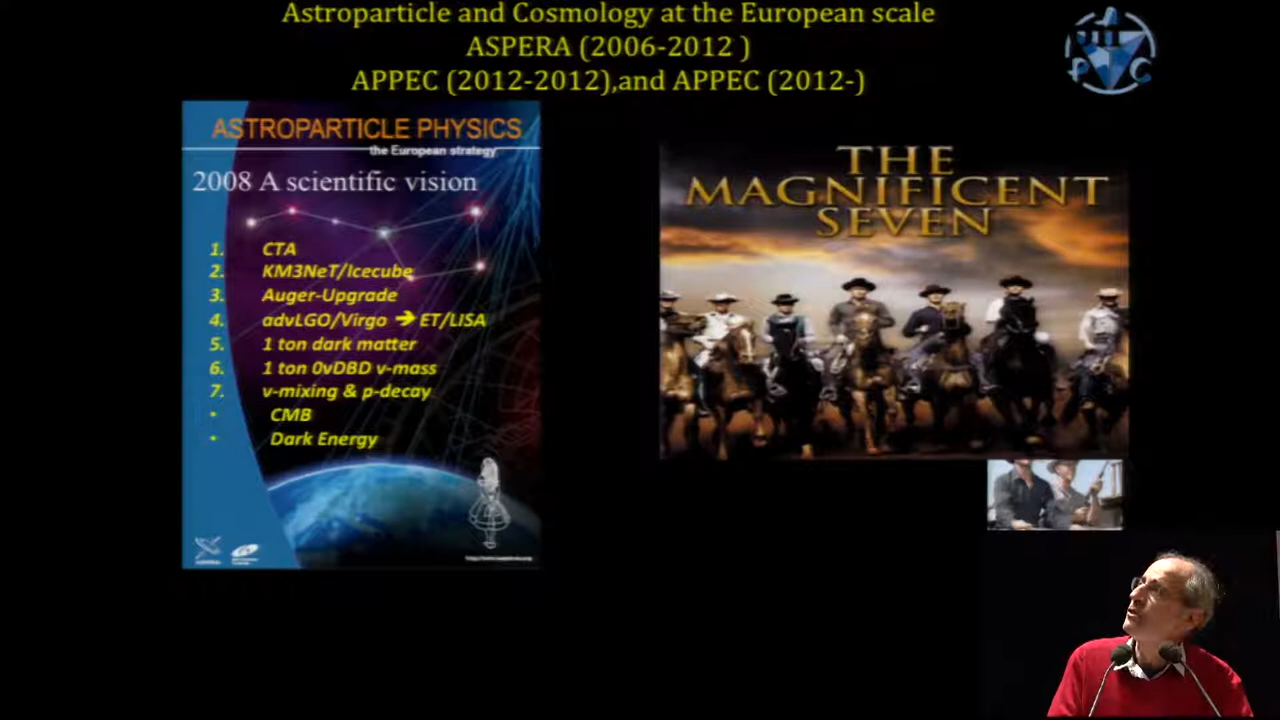 Astroparticle and Cosmology at the European scale
ASPERA (2006-2012 )
APPEC (2012-2012),and APPEC (2012-)
ASTROPARTICLE PHYSICS
the European strategy
2008 A scientific vision
1. CTA
2. KM3NeT/Icecube
3. Auger-Upgrade
4. advLGO/Virgo ➔ ET/LISA
5. 1 ton dark matter
6. 1 ton 0νDBD ν-mass
7. ν-mixing & p-decay
• CMB
• Dark Energy
THE
MAGNIFICENT
SEVEN